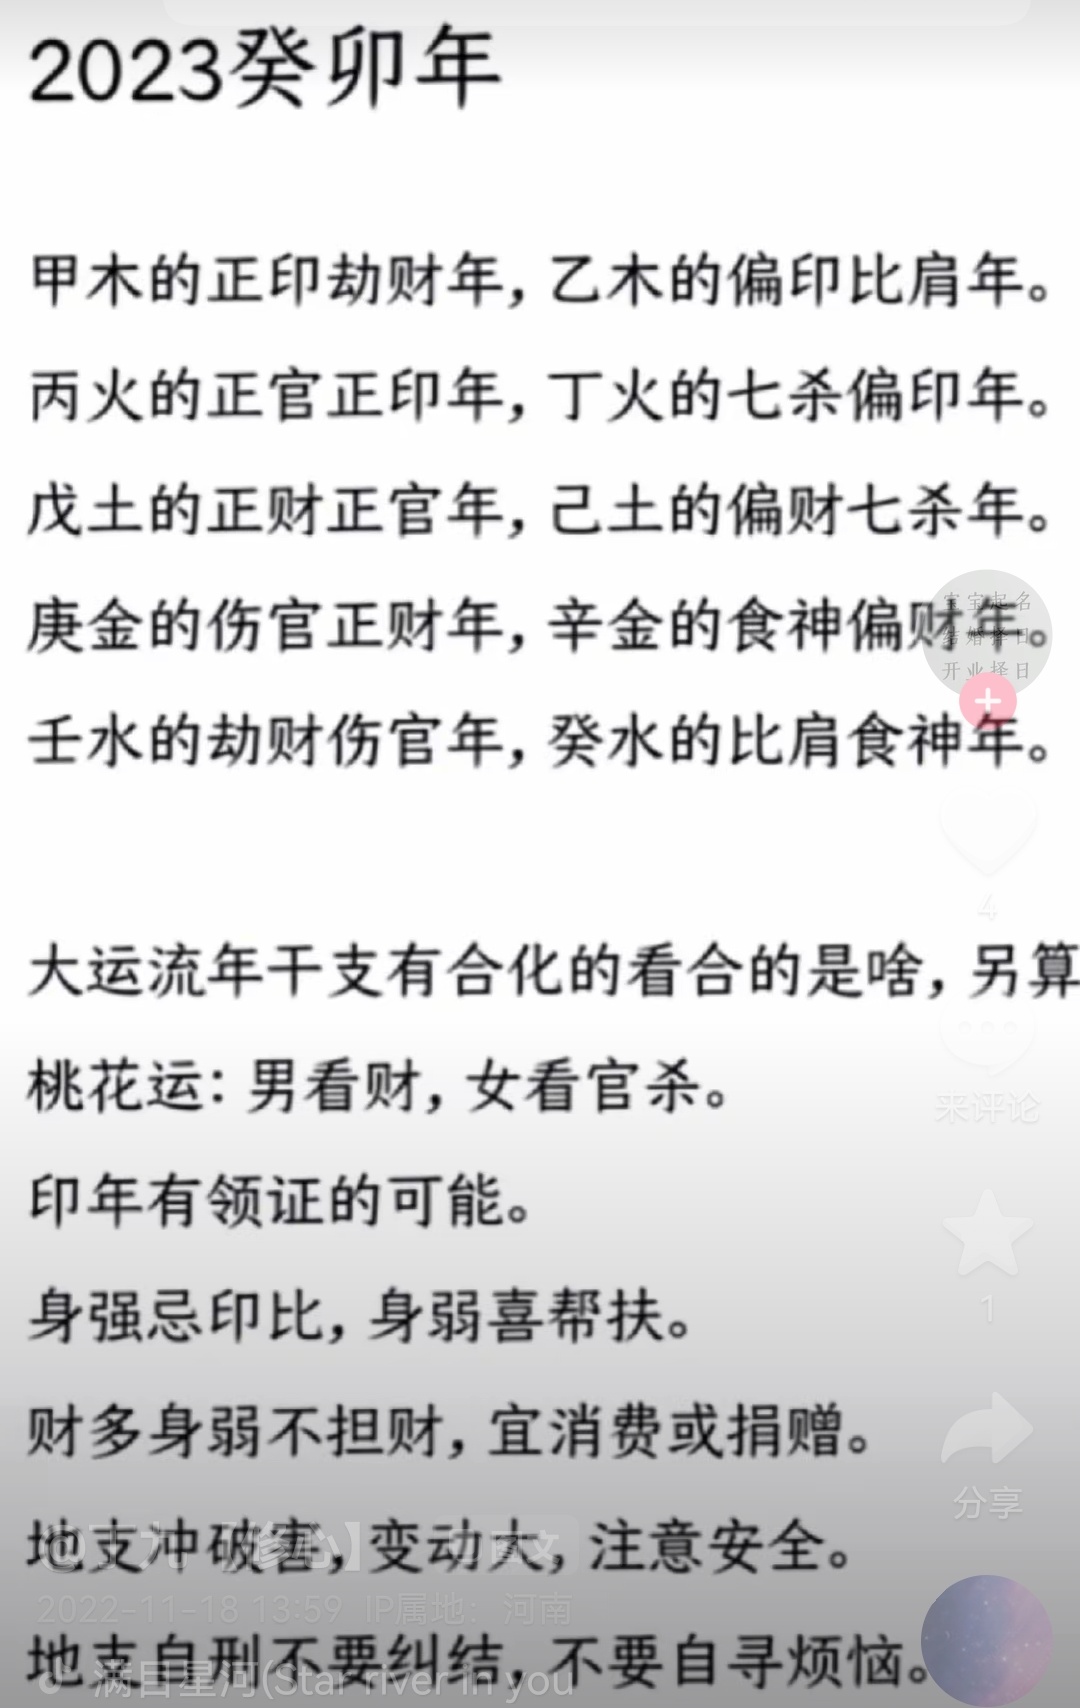 2023癸卯年
甲木的正印劫财年，乙木的偏印比肩年。
丙火的正官正印年，丁火的七杀偏印年。
戊土的正财正官年，己土的偏财七杀年。
庚金的伤官正财年，辛金的食神偏财年。
宝宝起名
结婚择日
开业择日
壬水的劫财伤官年，癸水的比肩食神年。
4
大运流年干支有合化的看合的是啥，另算
桃花运：男看财，女看官杀。
来评论
印年有领证的可能。
1
身强忌印比，身弱喜帮扶。
财多身弱不担财，宜消费或捐赠。
分享
地支冲破害，变动大，注意安全。
图文
2022-11-18 13:59 IP属地：河南
地支自刑不要纠结，不要自寻烦恼。
满目星河(Star river in you